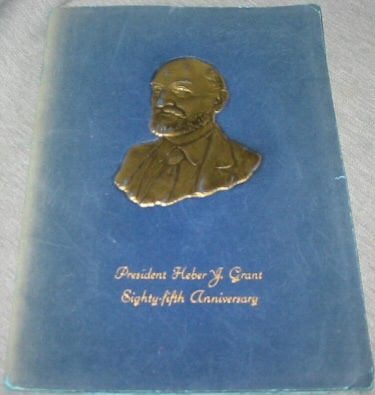 President Heber J. Grant
Eighty-fifth Anniversary